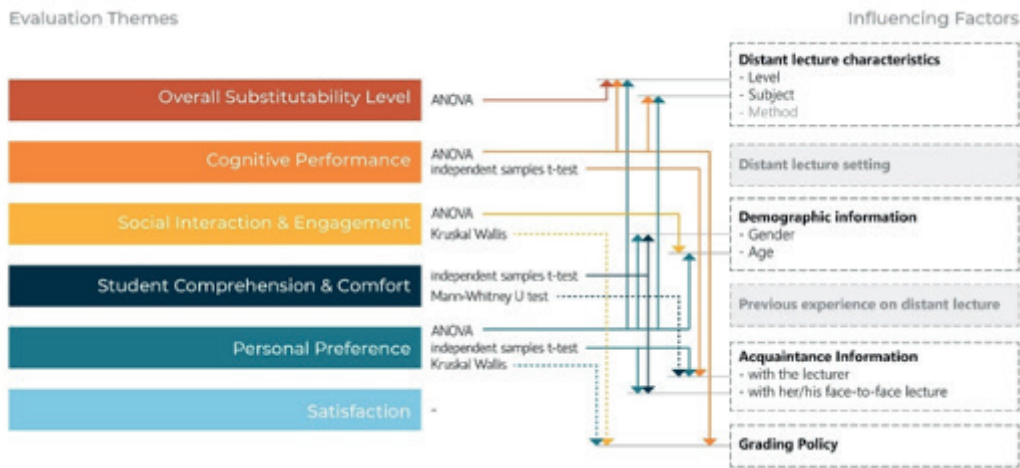 Evaluation Themes
Influencing Factors
Overall Substitutability Level
ANOVA
Cognitive Performance
ANOVA
independent samples t-test
Social Interaction & Engagement
ANOVA
Kruskal Wallis
Student Comprehension & Comfort
independent samples t-test
Mann-Whitney U test
Personal Preference
ANOVA
independent samples t-test
Kruskal Wallis
Satisfaction
-
Distant lecture characteristics
- Level
- Subject
- Method
Distant lecture setting
Demographic information
- Gender
- Age
Previous experience on distant lecture
Acquaintance Information
- with the lecturer
- with her/his face-to-face lecture
Grading Policy